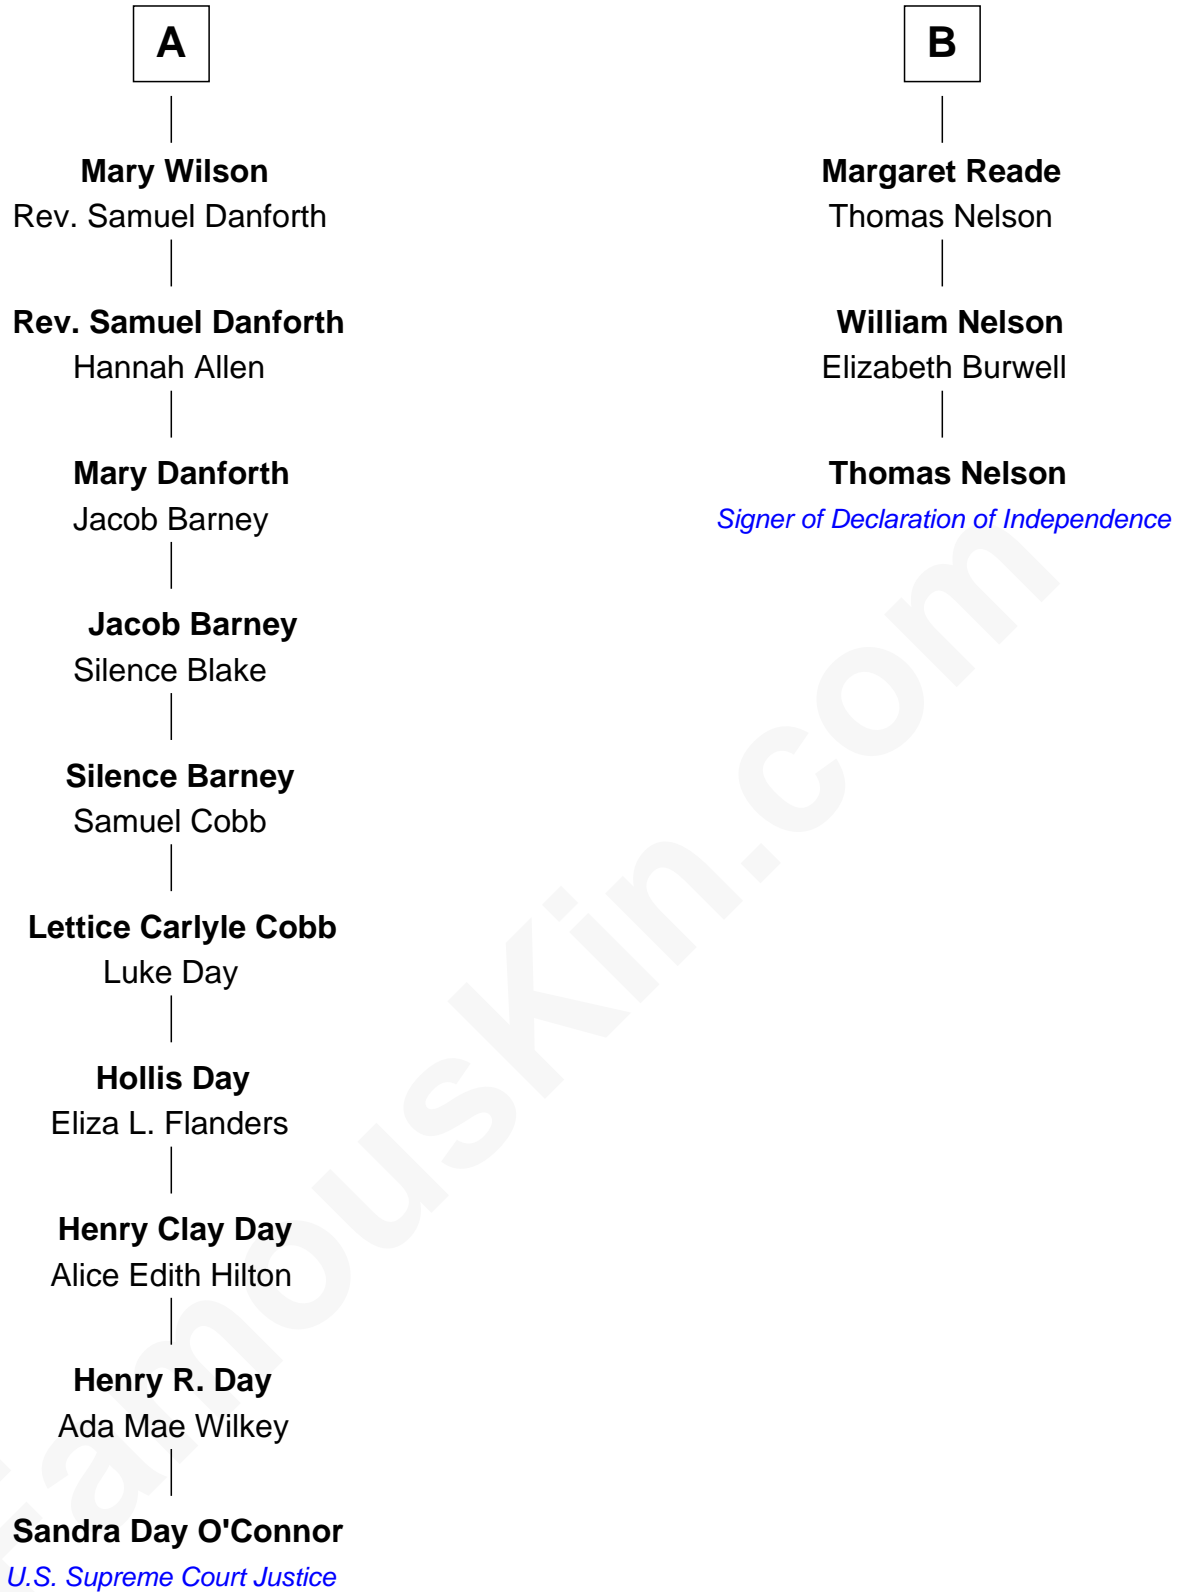 A
Mary Wilson
Rev. Samuel Danforth
Rev. Samuel Danforth
Hannah Allen
Mary Danforth
Jacob Barney
Jacob Barney
Silence Blake
Silence Barney
Samuel Cobb
Lettice Carlyle Cobb
Luke Day
Hollis Day
Eliza L. Flanders
Henry Clay Day
Alice Edith Hilton
Henry R. Day
Ada Mae Wilkey
Sandra Day O'Connor
U.S. Supreme Court Justice
B
Margaret Reade
Thomas Nelson
William Nelson
Elizabeth Burwell
Thomas Nelson
Signer of Declaration of Independence
FamousKin.com